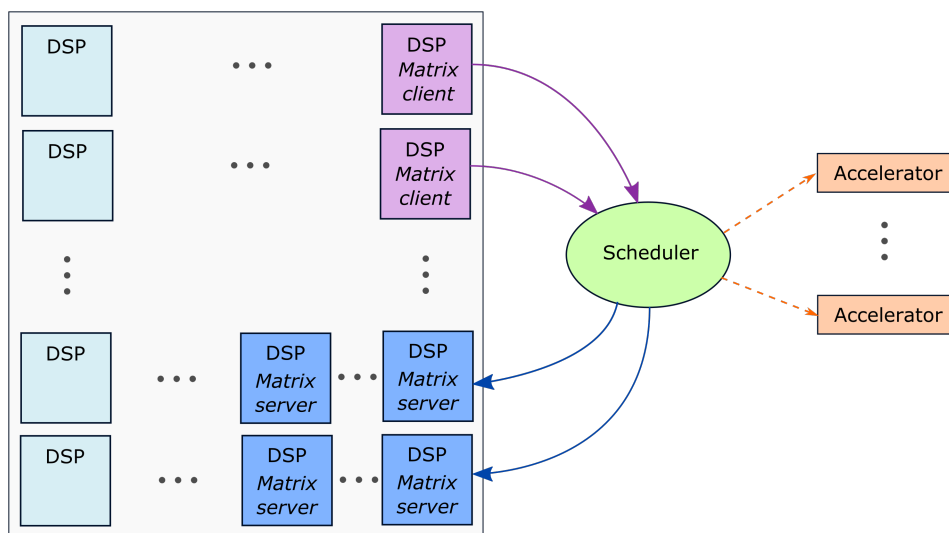 DSP
DSP
Matrix
client
DSP
DSP
Matrix
client
Scheduler
Accelerator
Accelerator
DSP
DSP
Matrix
server
DSP
Matrix
server
DSP
DSP
Matrix
server
DSP
Matrix
server